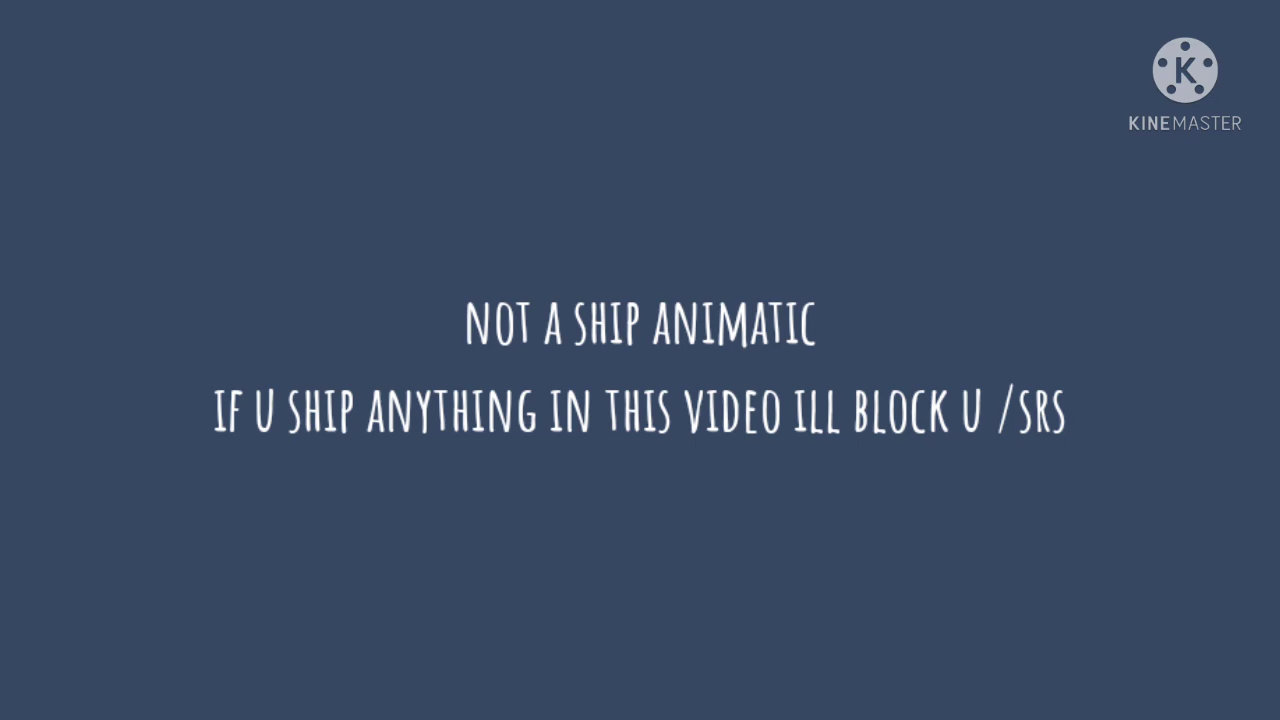 K
KINEMASTER
NOT A SHIP ANIMATIC
IF U SHIP ANYTHING IN THIS VIDEO ILL BLOCK U /SRS